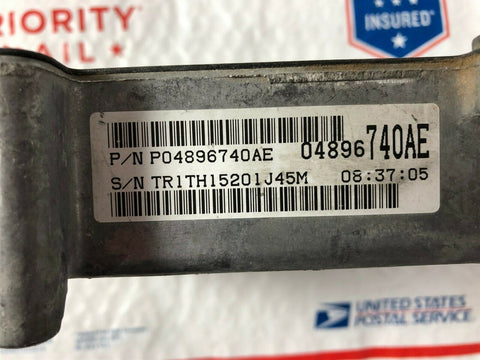 RIORITY
AIL
INSURED
P/N P04896740AE 04896740AE
S/N TR1TH15201J45M 08:37:05
UNITED STATES
POSTAL SERVICE